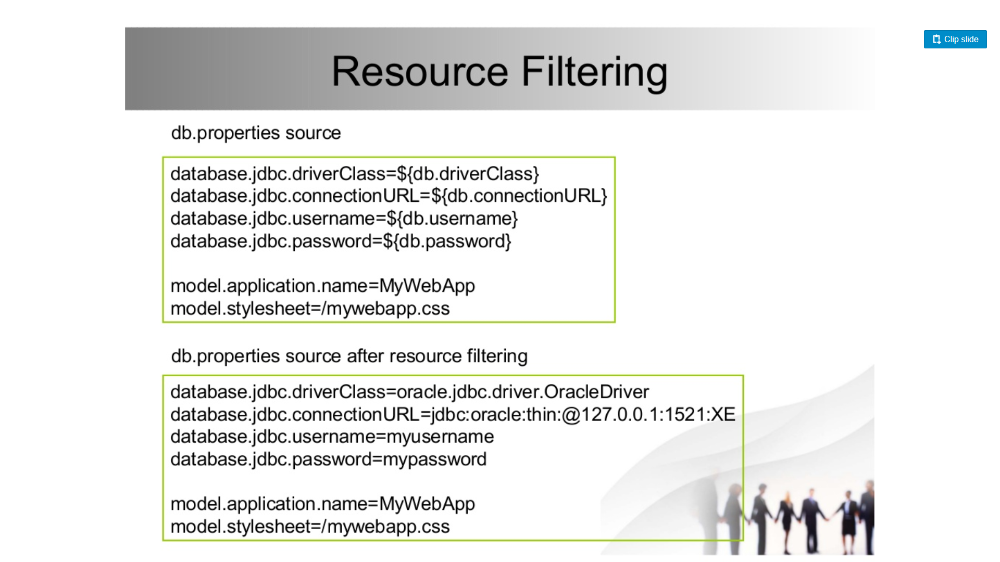 Clip slide
Resource Filtering
db.properties source
database.jdbc.driverClass=${db.driverClass}
database.jdbc.connectionURL=${db.connectionURL}
database.jdbc.username=${db.username}
database.jdbc.password=${db.password}
model.application.name=MyWebApp
model.stylesheet=/mywebapp.css
db.properties source after resource filtering
database.jdbc.driverClass=oracle.jdbc.driver.OracleDriver
database.jdbc.connectionURL=jdbc:oracle:thin:@127.0.0.1:1521:XE
database.jdbc.username=myusername
database.jdbc.password=mypassword
model.application.name=MyWebApp
model.stylesheet=/mywebapp.css